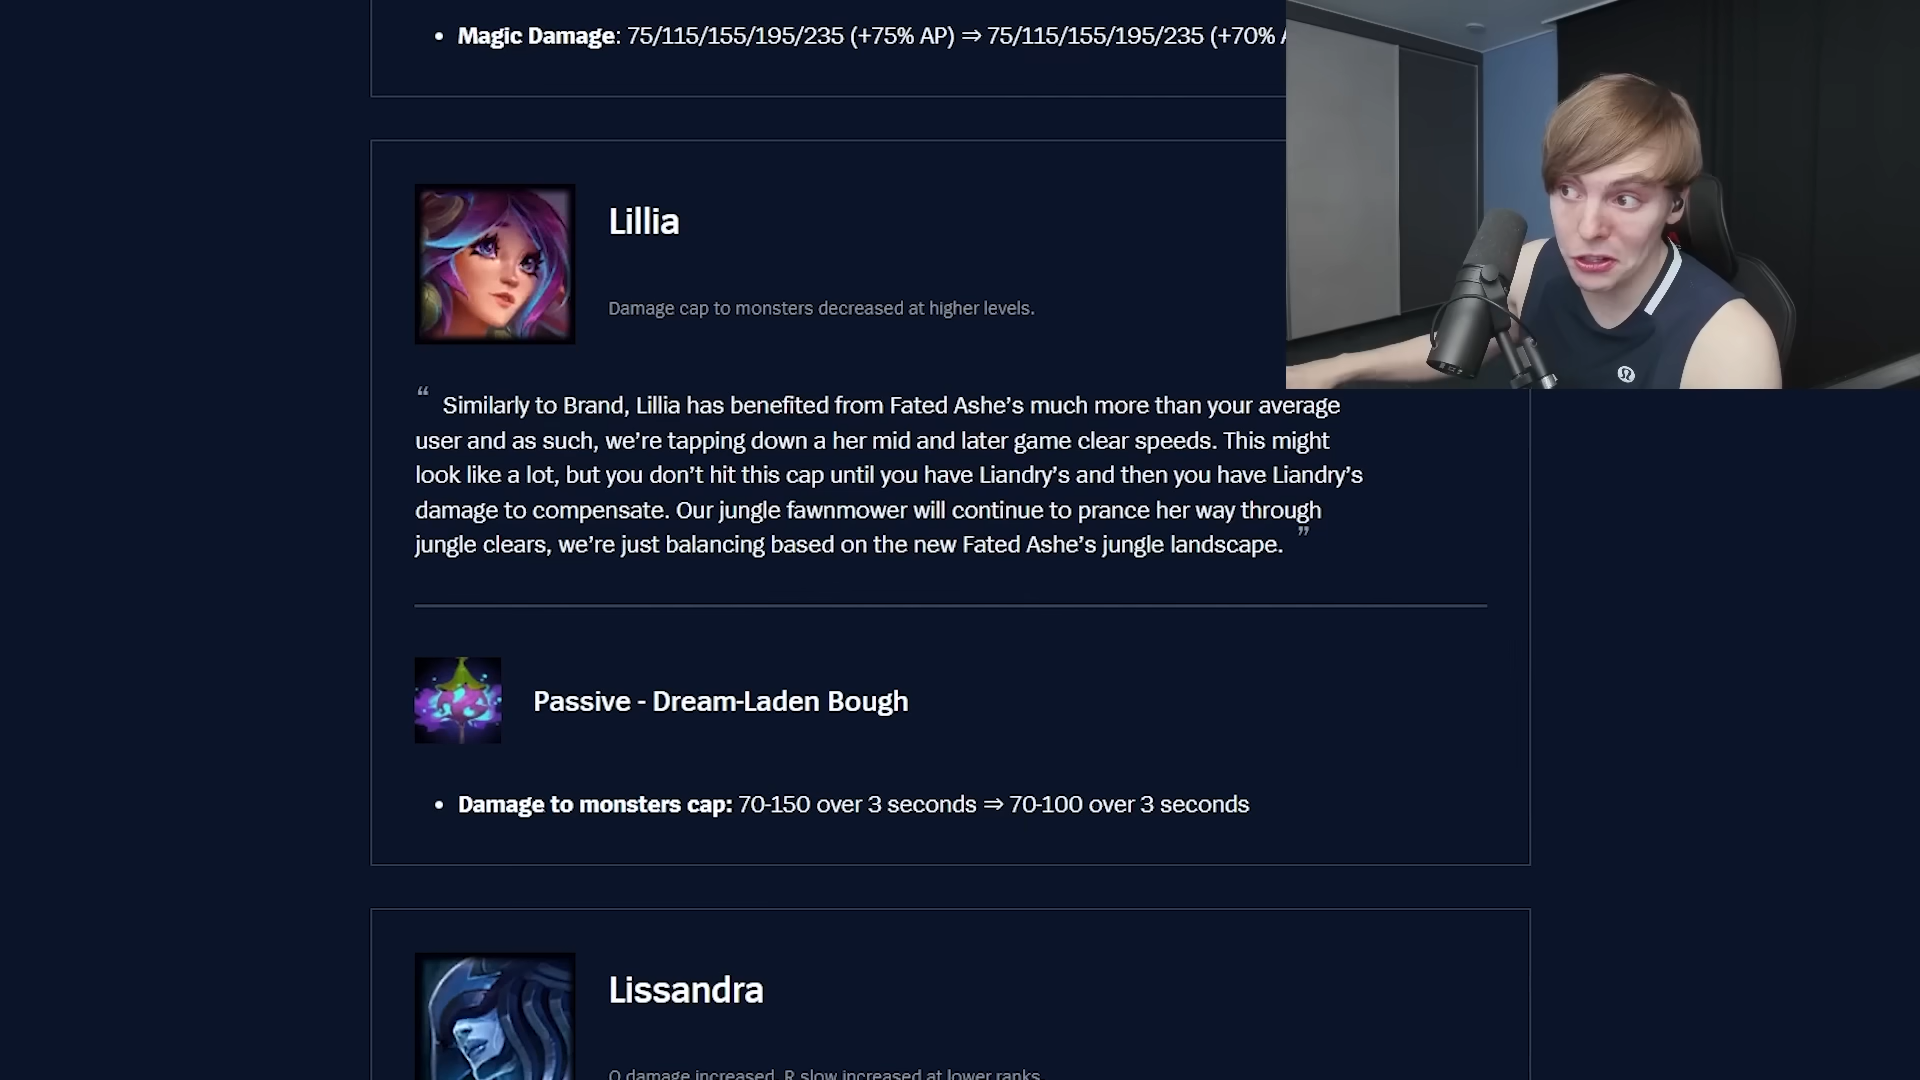 • Magic Damage: 75/115/155/195/235 (+75% AP) ⇒ 75/115/155/195/235 (+70%
Lillia
Damage cap to monsters decreased at higher levels.
“ Similarly to Brand, Lillia has benefited from Fated Ashe’s much more than your average
user and as such, we’re tapping down a her mid and later game clear speeds. This might
look like a lot, but you don’t hit this cap until you have Liandry’s and then you have Liandry’s
damage to compensate. Our jungle fawnmower will continue to prance her way through
jungle clears, we’re just balancing based on the new Fated Ashe’s jungle landscape. ”
Passive - Dream-Laden Bough
• Damage to monsters cap: 70-150 over 3 seconds ⇒ 70-100 over 3 seconds
Lissandra
Q damage increased. R slow increased at lower ranks.